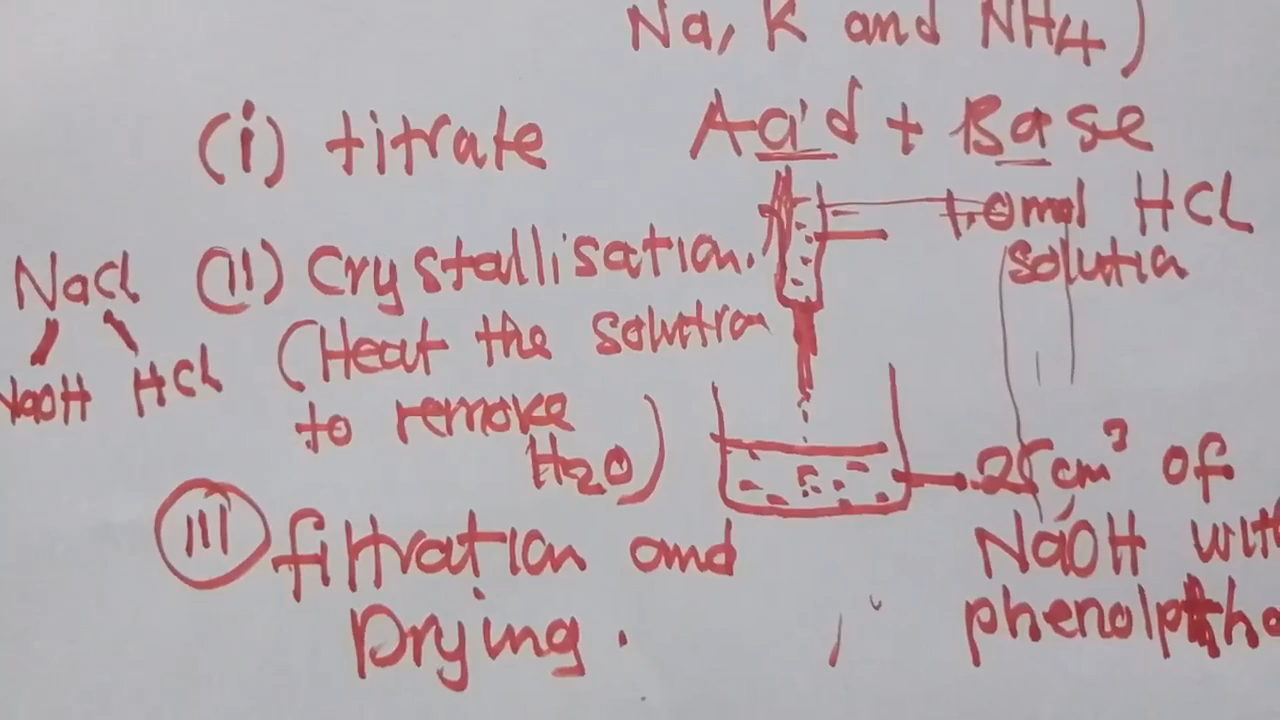 Na, K and NH4)
(i) titrate
Acid + Base
1.0 mol HCl
solution
NaCl
NaOH HCl
(II) Crystallisation.
(Heat the solution
to remove
H2O)
25cm³ of
NaOH with
(III) filtration and
Drying.